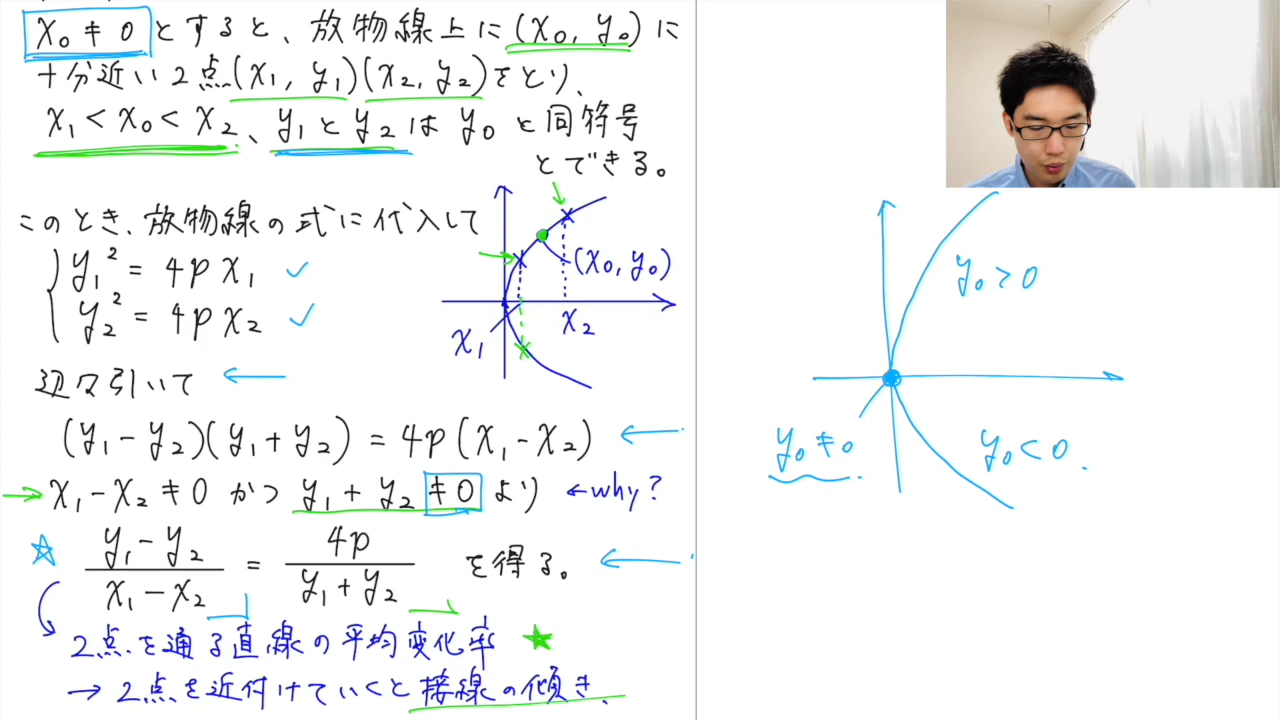 x₀ ≠ 0 とすると、放物線上に (x₀, y₀) に
十分近い 2点 (x₁, y₁) (x₂, y₂) をとり、
x₁ < x₀ < x₂、y₁ と y₂ は y₀ と同符号
とできる。
このとき、放物線の式に代入して
y₁² = 4p x₁
y₂² = 4p x₂
辺々引いて
(y₁ - y₂)(y₁ + y₂) = 4p (x₁ - x₂)
→ x₁ - x₂ ≠ 0 かつ y₁ + y₂ ≠ 0 より ← why?
☆ (y₁ - y₂)/(x₁ - x₂) = 4p/(y₁ + y₂) を得る。
2点を通る直線の平均変化率 ★
→ 2点を近付けていくと接線の傾き.
(x₀, y₀)
x₁
x₂
y₀ > 0
y₀ ≠ 0.
y₀ < 0.